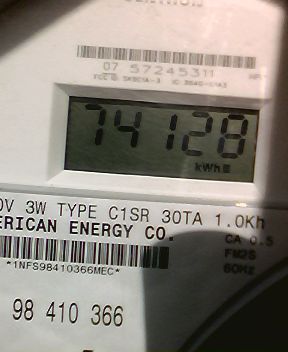 07 57245311
74128
kWh
V 3W TYPE C1SR 30TA 1.0Kh
ERICAN ENERGY CO.
CA 0.5
FM2S
60Hz
*1NFS98410366MEC*
98 410 366